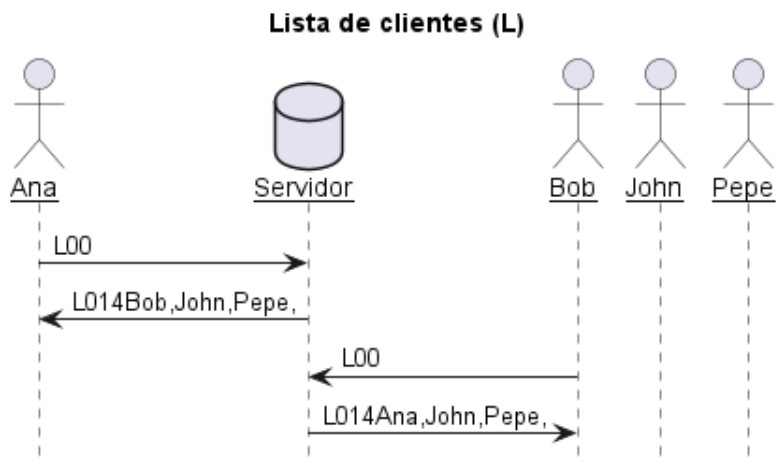 Lista de clientes (L)
Ana Servidor Bob John Pepe
L00
L014Bob,John,Pepe,
L00
L014Ana,John,Pepe,